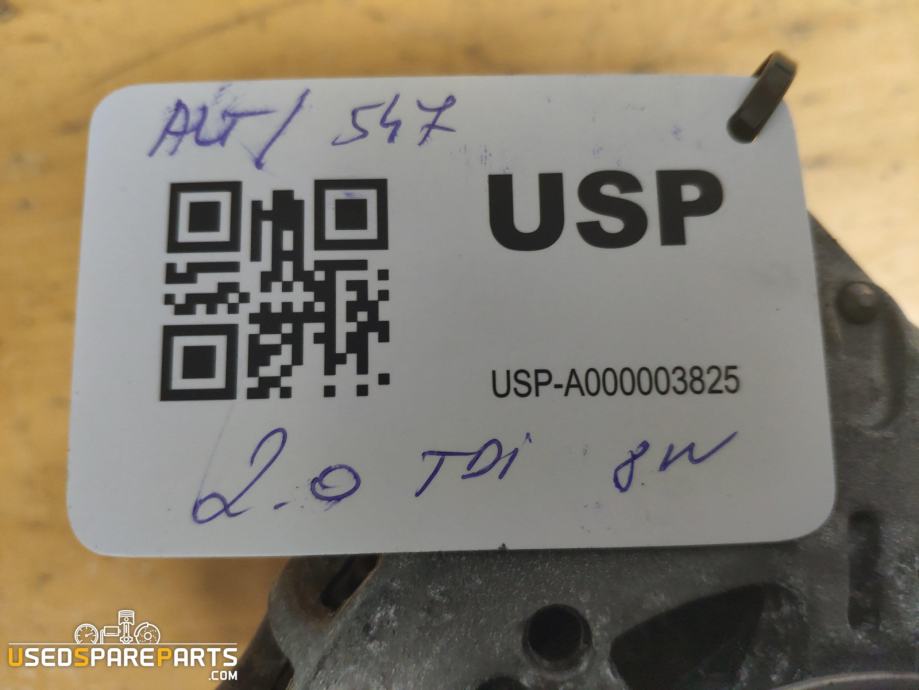 ALT/ 547
USP
USP-A000003825
2.0 TDi 8W
USEDSPAREPARTS
.COM